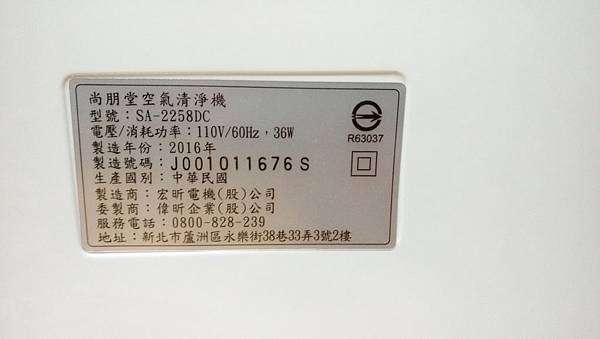 尚朋堂空氣清淨機
型號：SA-2258DC
電壓/消耗功率：110V/60Hz，36W
製造年份：2016年
製造號碼：J001011676S
生產國別：中華民國
製造商：宏昕電機(股)公司
委製商：偉昕企業(股)公司
服務電話：0800-828-239
地址：新北市蘆洲區永樂街38巷33弄3號2樓
R63037